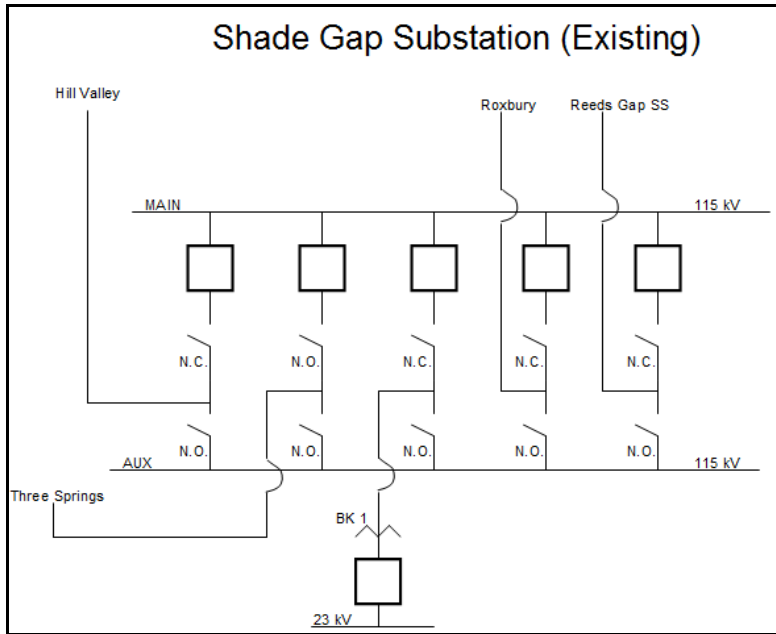 Shade Gap Substation (Existing)
Hill Valley
Roxbury
Reeds Gap SS
MAIN
115 kV
N.C.
N.O.
N.C.
N.C.
N.C.
N.O.
N.O.
N.O.
N.O.
N.O.
AUX
115 kV
Three Springs
BK 1
23 kV